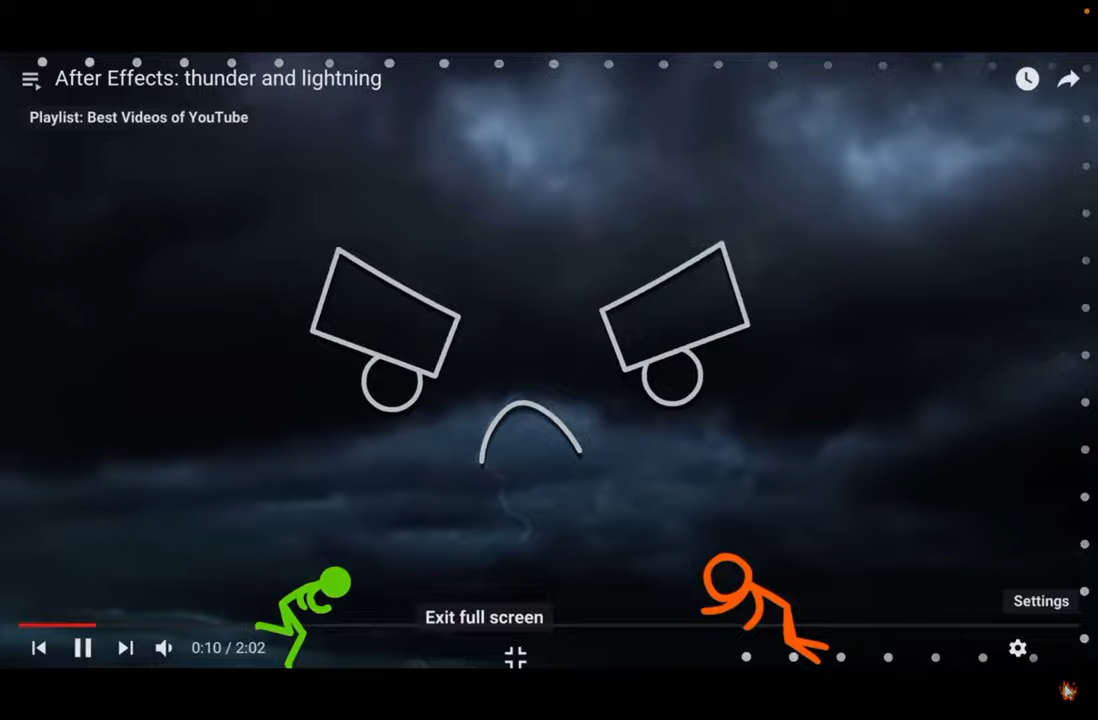 After Effects: thunder and lightning
Playlist: Best Videos of YouTube
Settings
Exit full screen
0:10 / 2:02